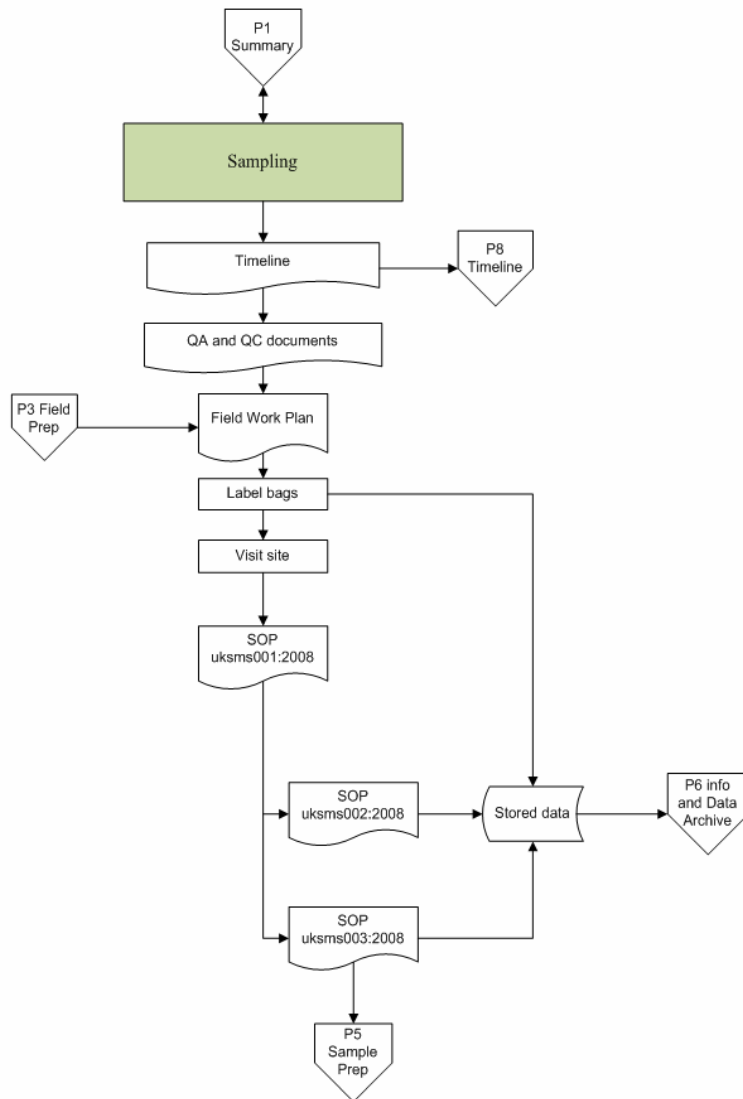 P1
Summary
Sampling
Timeline
P8
Timeline
QA and QC documents
P3 Field
Prep
Field Work Plan
Label bags
Visit site
SOP
uksms001:2008
SOP
uksms002:2008
Stored data
P6 info
and Data
Archive
SOP
uksms003:2008
P5
Sample
Prep